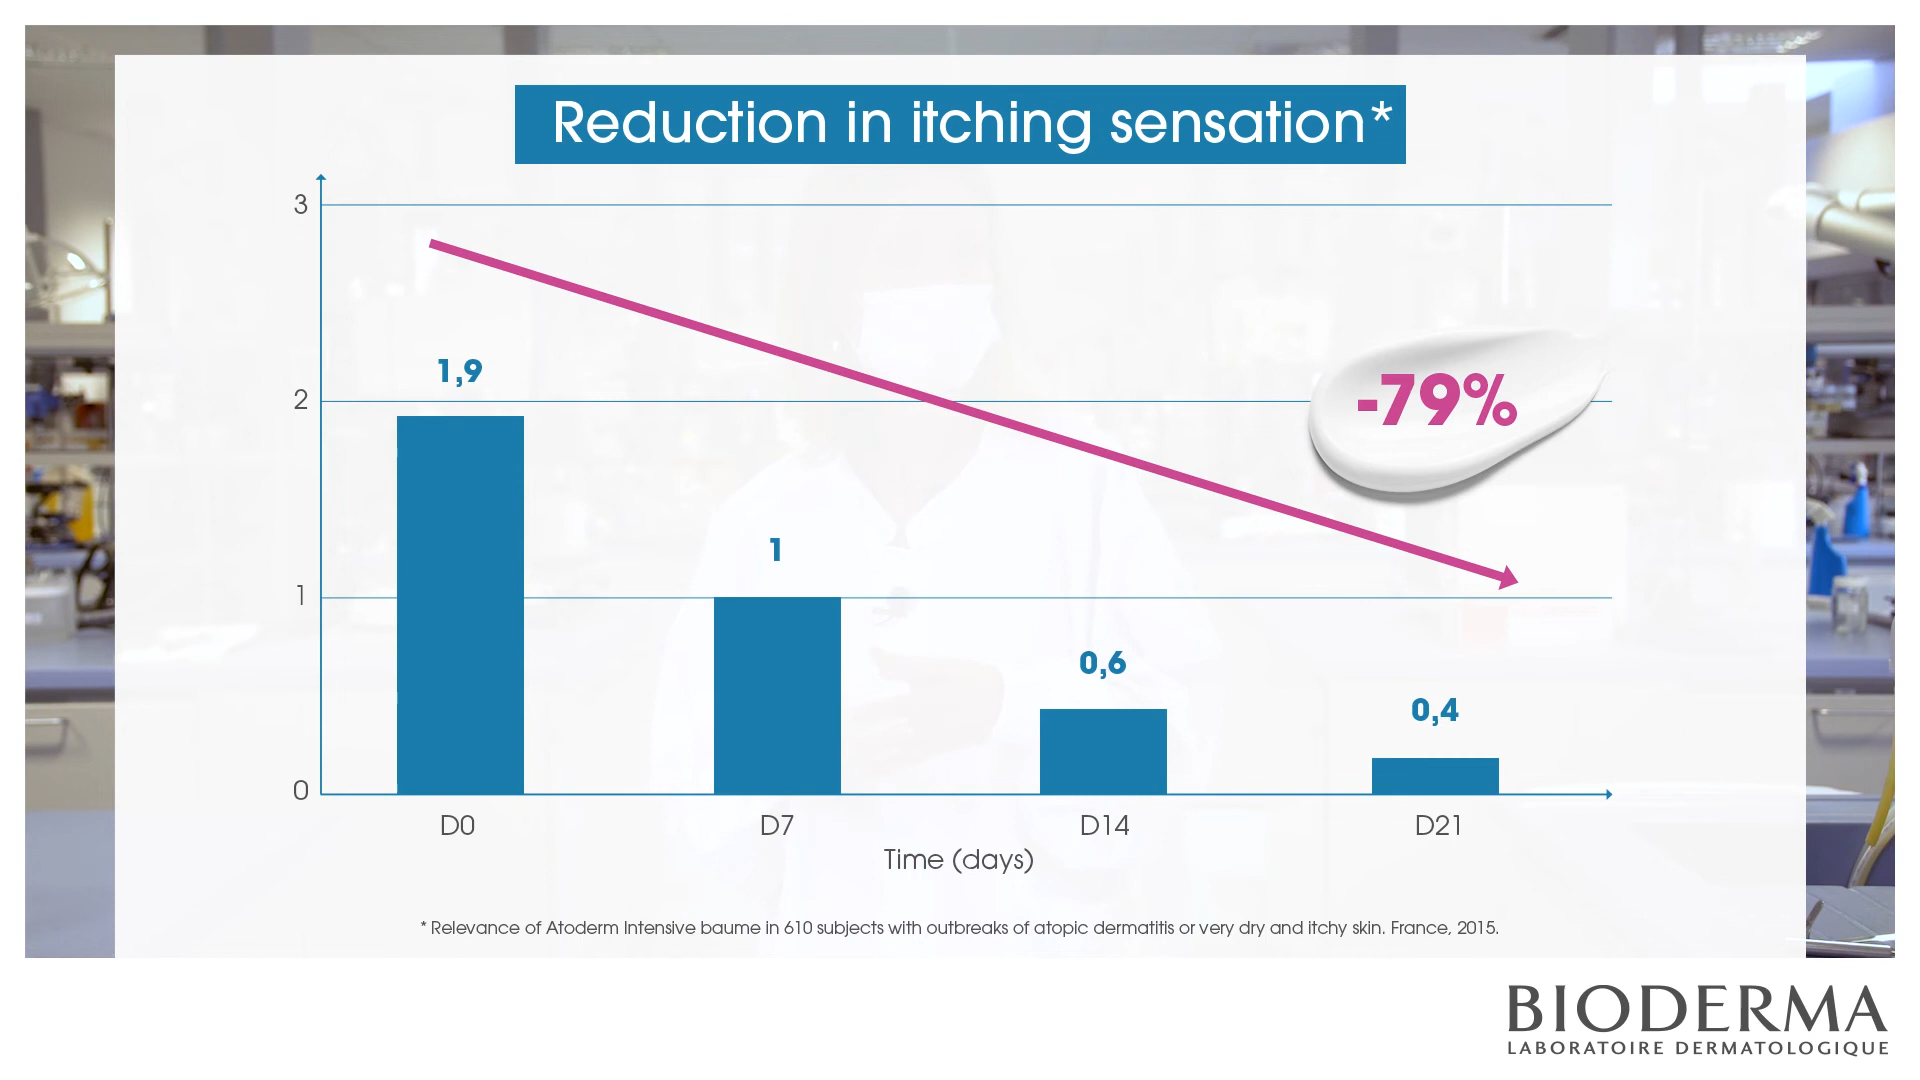 Reduction in itching sensation*
3
2
1
0
1,9
1
0,6
0,4
-79%
D0 D7 D14 D21
Time (days)
* Relevance of Atoderm Intensive baume in 610 subjects with outbreaks of atopic dermatitis or very dry and itchy skin. France, 2015.
BIODERMA
LABORATOIRE DERMATOLOGIQUE